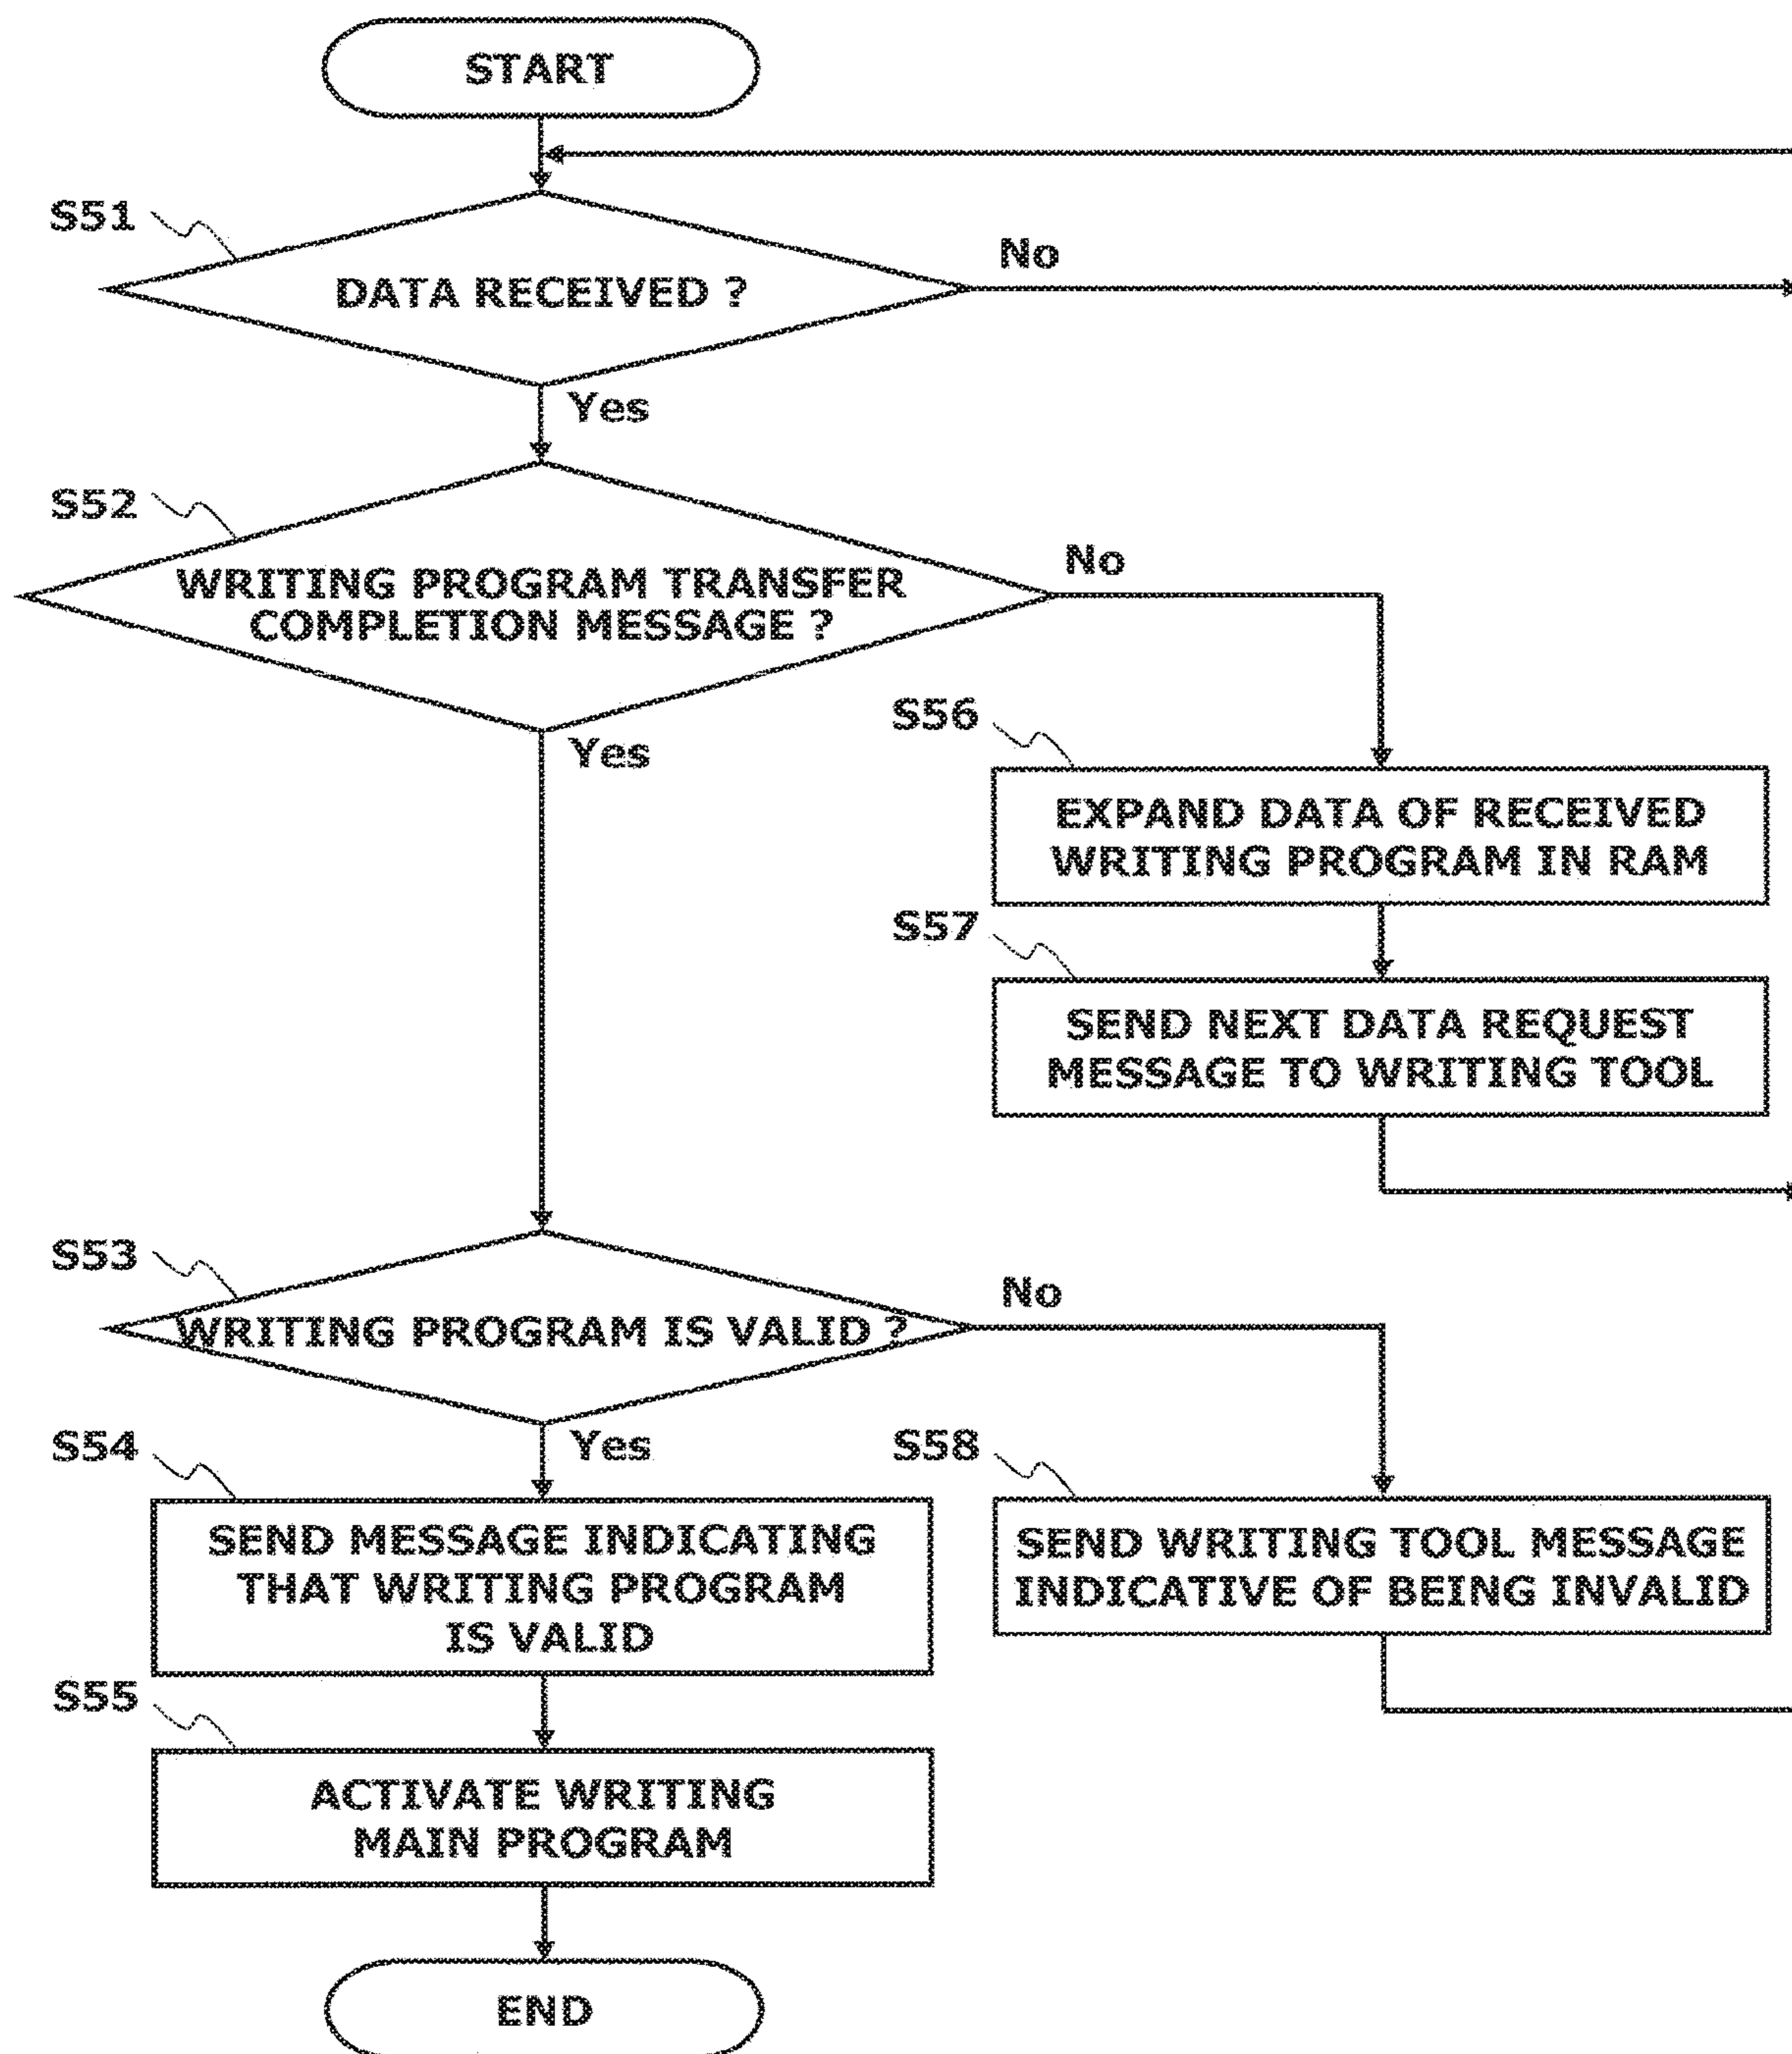 START
S51
DATA RECEIVED ?
No
Yes
S52
WRITING PROGRAM TRANSFER
COMPLETION MESSAGE ?
No
Yes
S56
EXPAND DATA OF RECEIVED
WRITING PROGRAM IN RAM
S57
SEND NEXT DATA REQUEST
MESSAGE TO WRITING TOOL
S53
WRITING PROGRAM IS VALID ?
No
Yes
S54
SEND MESSAGE INDICATING
THAT WRITING PROGRAM
IS VALID
S58
SEND WRITING TOOL MESSAGE
INDICATIVE OF BEING INVALID
S55
ACTIVATE WRITING
MAIN PROGRAM
END